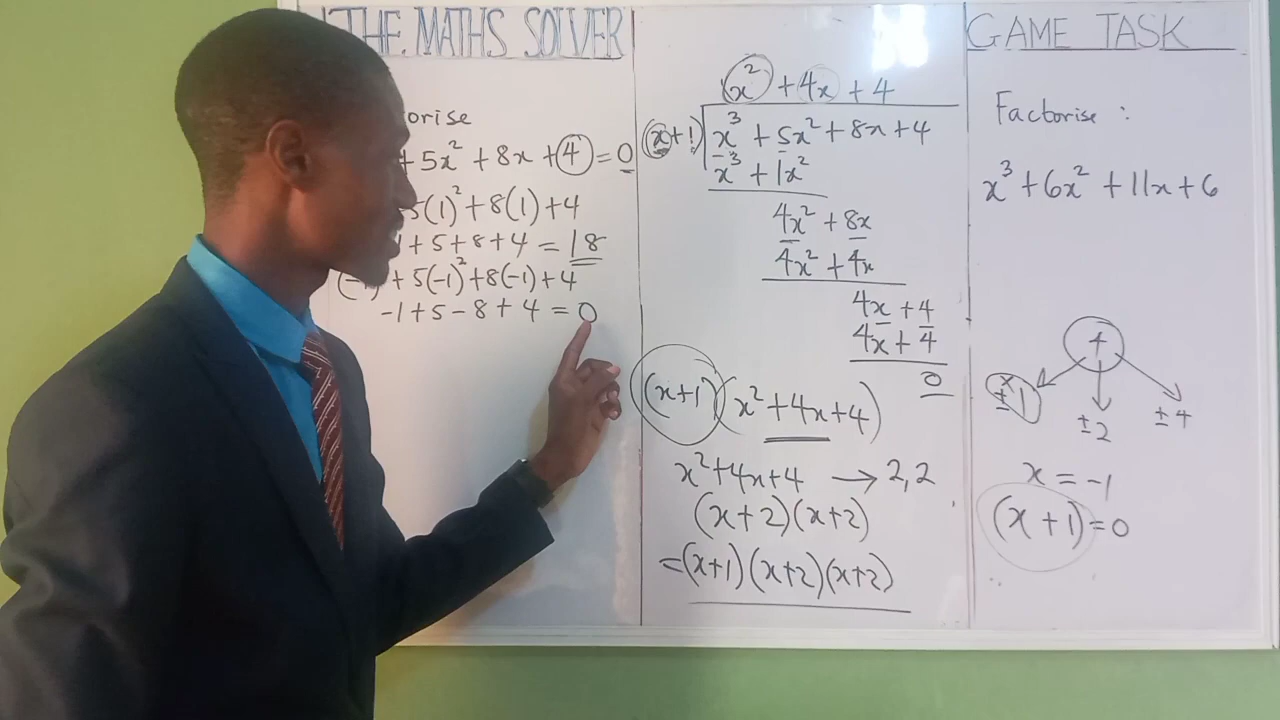 THE MATHS SOLVER
orise
+ 5x² + 8x + 4 = 0
5(1)² + 8(1) + 4
1 + 5 + 8 + 4 = 18
(-1) + 5(-1)² + 8(-1) + 4
-1 + 5 - 8 + 4 = 0
x² + 4x + 4
(x+1) x³ + 5x² + 8x + 4
x³ + 1x²
4x² + 8x
4x² + 4x
4x + 4
4x + 4
0
(x+1)(x² + 4x + 4)
x² + 4x + 4 → 2, 2
(x+2)(x+2)
= (x+1)(x+2)(x+2)
GAME TASK
Factorise :
x³ + 6x² + 11x + 6
4
± 1
± 2
± 4
x = -1
(x + 1) = 0